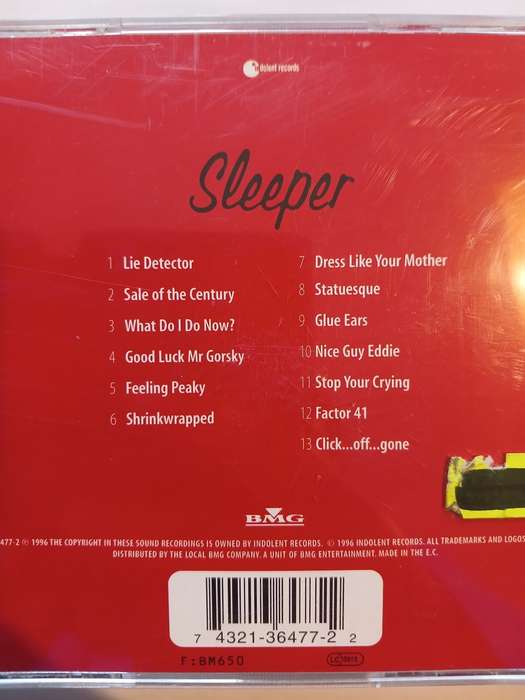 indolent records
Sleeper
1 Lie Detector
2 Sale of the Century
3 What Do I Do Now?
4 Good Luck Mr Gorsky
5 Feeling Peaky
6 Shrinkwrapped
7 Dress Like Your Mother
8 Statuesque
9 Glue Ears
10 Nice Guy Eddie
11 Stop Your Crying
12 Factor 41
13 Click...off...gone
BMG
477-2 ℗ 1996 THE COPYRIGHT IN THESE SOUND RECORDINGS IS OWNED BY INDOLENT RECORDS. © 1996 INDOLENT RECORDS. ALL TRADEMARKS AND LOGOS
DISTRIBUTED BY THE LOCAL BMG COMPANY. A UNIT OF BMG ENTERTAINMENT. MADE IN THE E.C.
7 4321-36477-2 2
F:BM650
LC